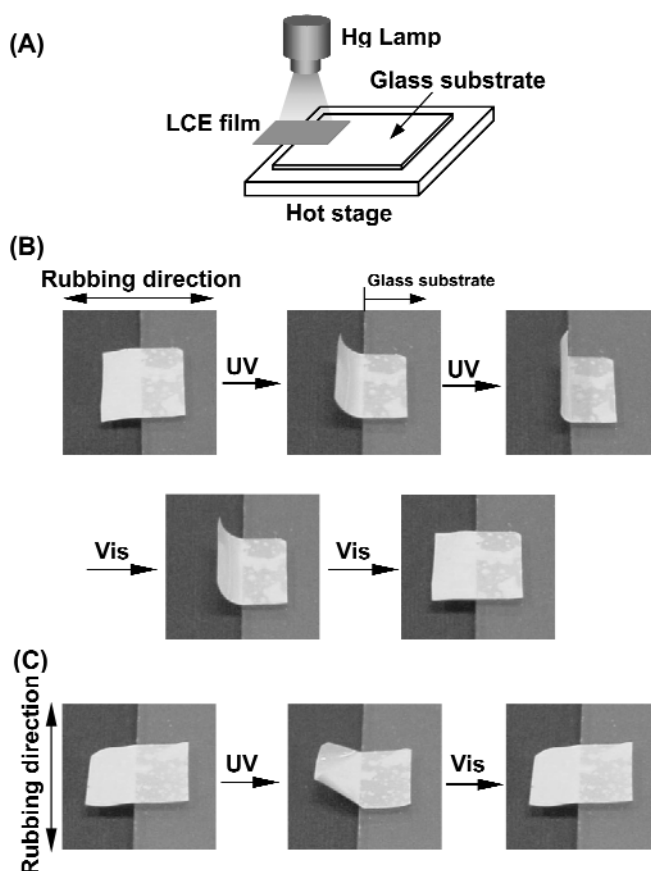 (A)
Hg Lamp
Glass substrate
LCE film
Hot stage
(B)
Rubbing direction
Glass substrate
UV
UV
Vis
Vis
(C)
Rubbing direction
UV
Vis